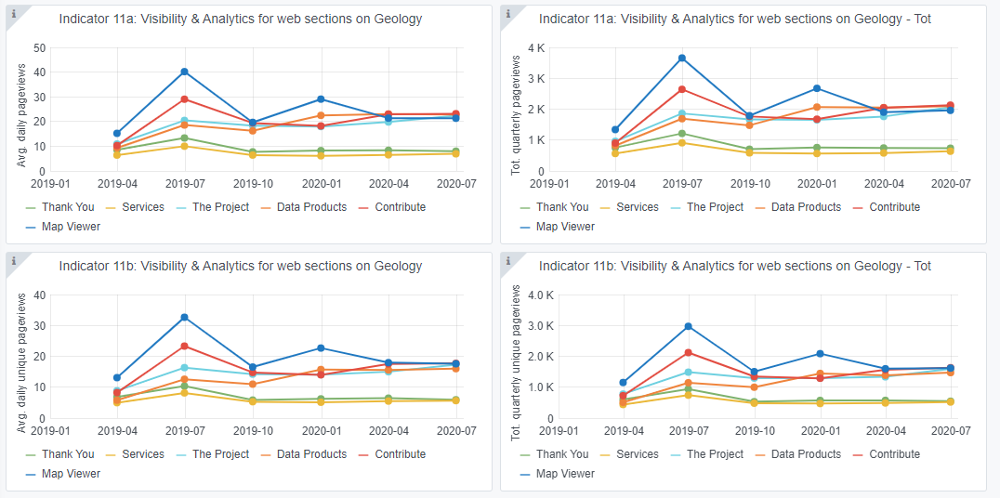 i
Indicator 11a: Visibility & Analytics for web sections on Geology
50
40
30
20
10
0
Avg. daily pageviews
2019-01 2019-04 2019-07 2019-10 2020-01 2020-04 2020-07
Thank You Services The Project Data Products Contribute
Map Viewer
i
Indicator 11a: Visibility & Analytics for web sections on Geology - Tot
4 K
3 K
2 K
1 K
0
Tot. quarterly pageviews
2019-01 2019-04 2019-07 2019-10 2020-01 2020-04 2020-07
Thank You Services The Project Data Products Contribute
Map Viewer
i
Indicator 11b: Visibility & Analytics for web sections on Geology
40
30
20
10
0
Avg. daily unique pageviews
2019-01 2019-04 2019-07 2019-10 2020-01 2020-04 2020-07
Thank You Services The Project Data Products Contribute
Map Viewer
i
Indicator 11b: Visibility & Analytics for web sections on Geology - Tot
4.0 K
3.0 K
2.0 K
1.0 K
0
Tot. quarterly unique pageviews
2019-01 2019-04 2019-07 2019-10 2020-01 2020-04 2020-07
Thank You Services The Project Data Products Contribute
Map Viewer